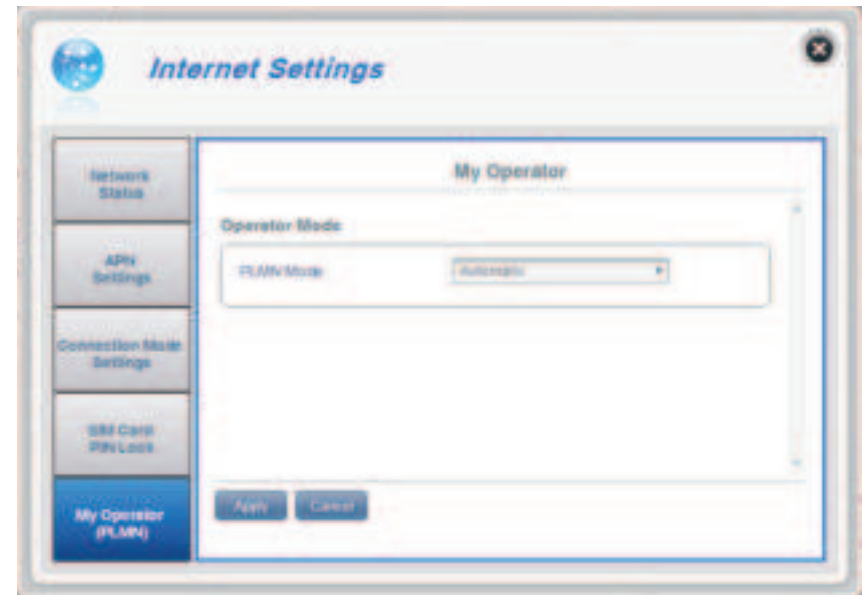 Internet Settings
Network
Status
APN
Settings
Connection Mode
Settings
SIM Card
PIN Lock
My Operator
(PLMN)
My Operator
Operator Mode
PLMN Mode
Automatic
Apply
Cancel